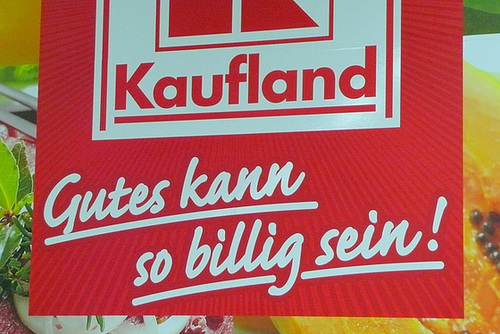 Kaufland
Gutes kann
so billig sein!